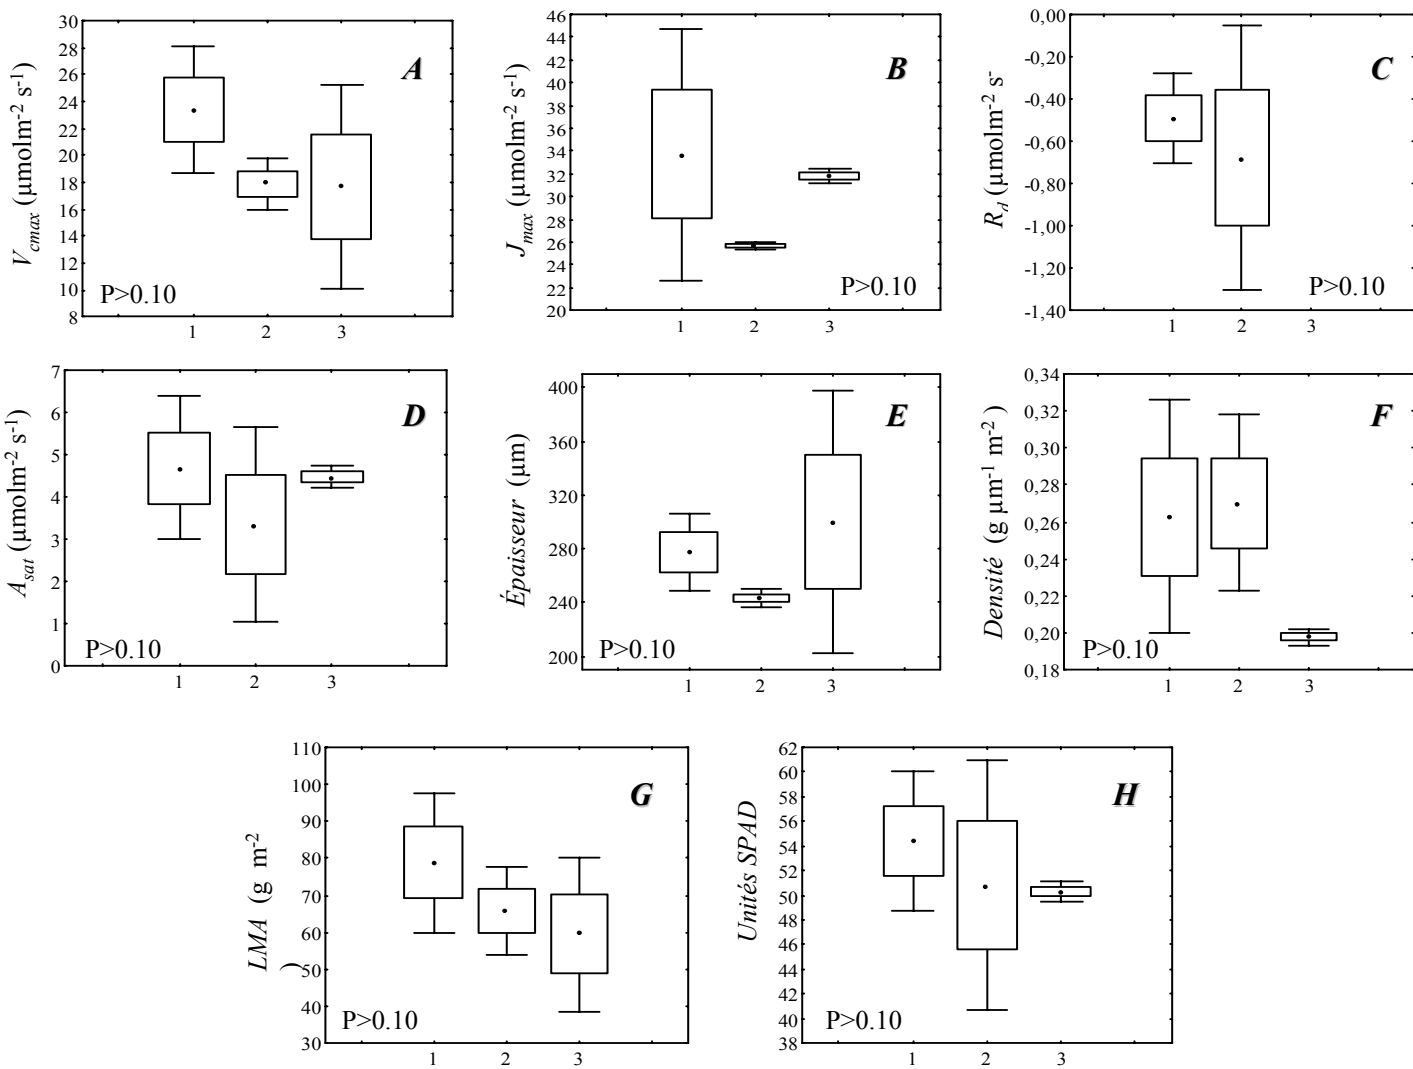 A
V_cmax (µmolm⁻² s⁻¹)
30
28
26
24
22
20
18
16
14
12
10
8
P>0.10
1 2 3
B
J_max (µmolm⁻² s⁻¹)
46
44
42
40
38
36
34
32
30
28
26
24
22
20
P>0.10
1 2 3
C
R_d (µmolm⁻² s⁻
0,00
-0,20
-0,40
-0,60
-0,80
-1,00
-1,20
-1,40
P>0.10
1 2 3
D
A_sat (µmolm⁻² s⁻¹)
7
6
5
4
3
2
1
0
P>0.10
1 2 3
E
Épaisseur (µm)
400
360
320
280
240
200
P>0.10
1 2 3
F
Densité (g µm⁻¹ m⁻²)
0,34
0,32
0,30
0,28
0,26
0,24
0,22
0,20
0,18
P>0.10
1 2 3
G
LMA (g m⁻²
)
110
100
90
80
70
60
50
40
30
P>0.10
1 2 3
H
Unités SPAD
62
60
58
56
54
52
50
48
46
44
42
40
38
P>0.10
1 2 3